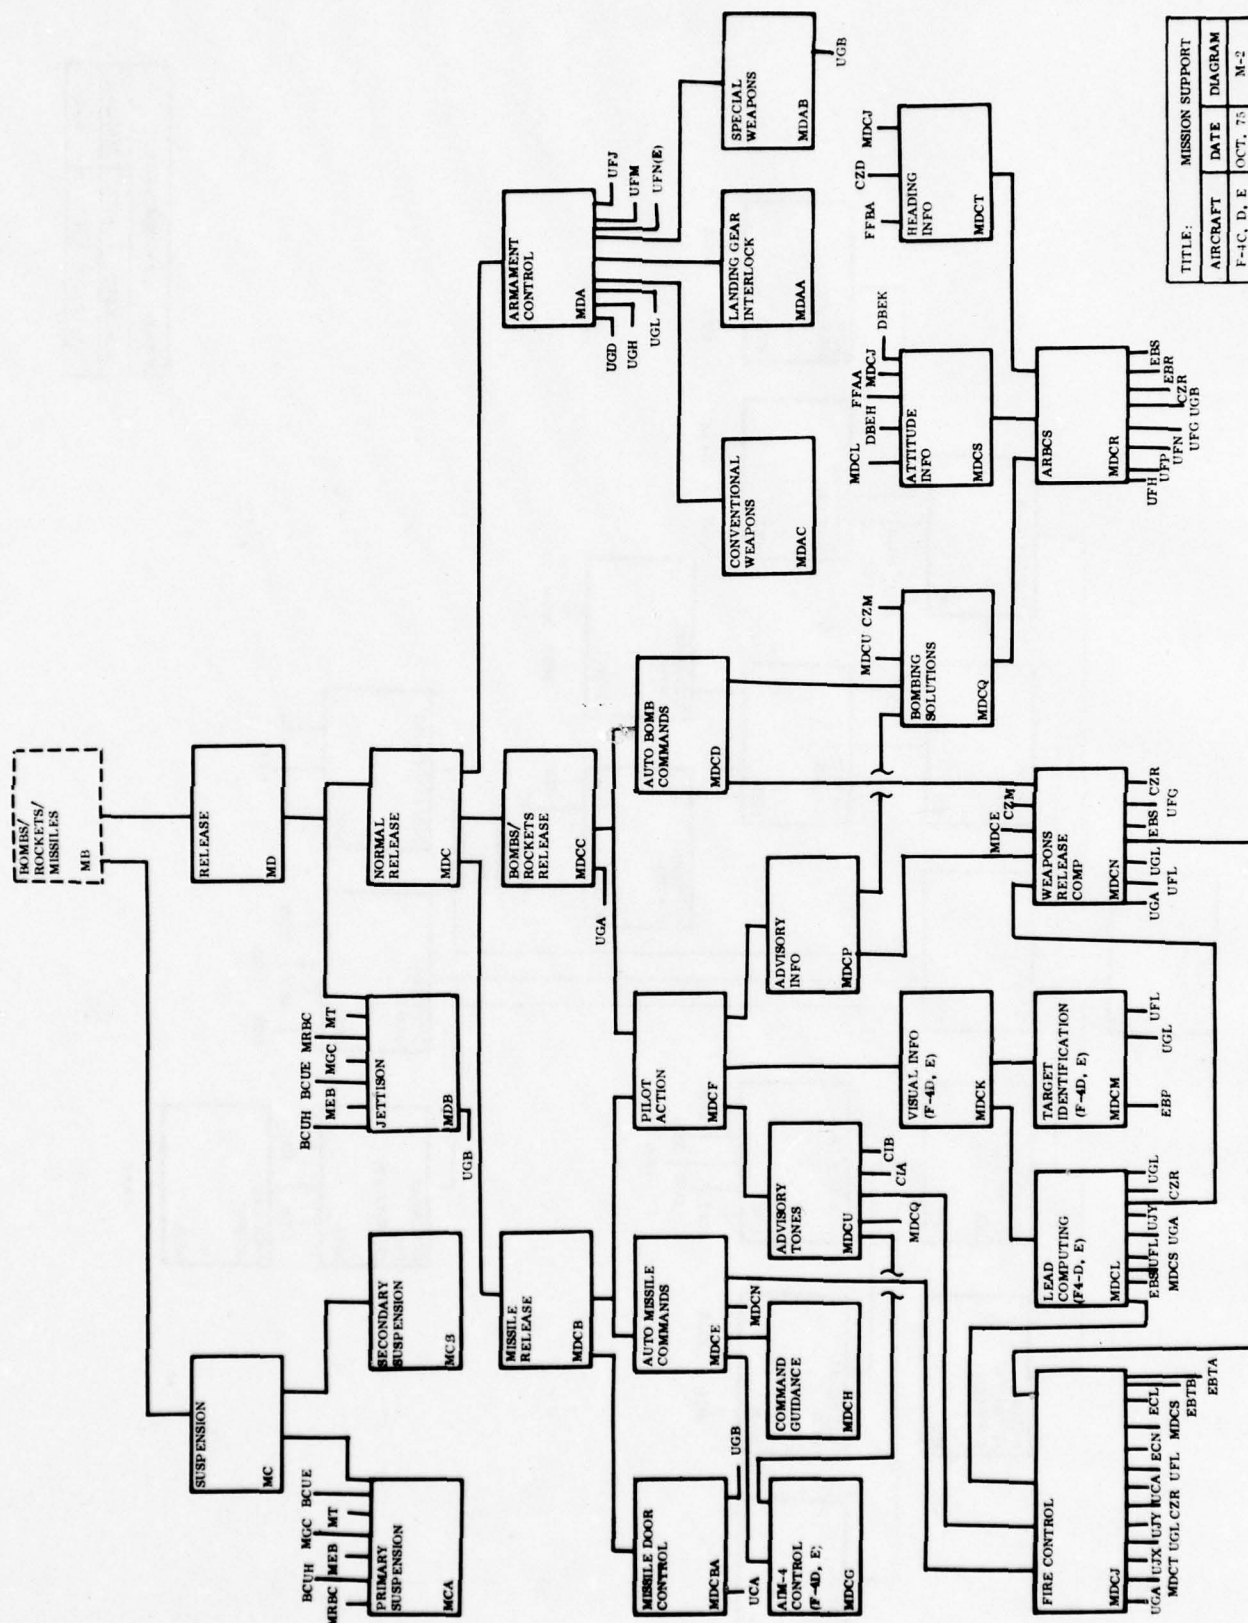 BOMBS/
ROCKETS/
MISSILES
MB
SUSPENSION
MC
RELEASE
MD
BCUH MGC BCUE
MRBC MEB MT
PRIMARY
SUSPENSION
MCA
SECONDARY
SUSPENSION
MCB
BCUH BCUE MRBC
MEB MGC MT
JETTISON
MDB
UGB
NORMAL
RELEASE
MDC
MISSILE
RELEASE
MDCB
BOMBS/
ROCKETS
RELEASE
MDCC
UGA
ARMAMENT
CONTROL
MDA
UGD
UGH
UGL
UFJ
UFM
UFN(E)
MISSILE DOOR
CONTROL
MDCBA
UCA
UGB
AUTO MISSILE
COMMANDS
MDCE
MDCN
PILOT
ACTION
MDCF
AUTO BOMB
COMMANDS
MDCD
CONVENTIONAL
WEAPONS
MDAC
LANDING GEAR
INTERLOCK
MDAA
SPECIAL
WEAPONS
MDAB
UGB
AIM-4
CONTROL
(F-4D, E)
MDCG
COMMAND
GUIDANCE
MDCH
ADVISORY
TONES
MDCU
MDCQ
CIA
CIB
ADVISORY
INFO
MDCP
VISUAL INFO
(F-4D, E)
MDCK
MDCU CZM
BOMBING
SOLUTIONS
MDCQ
MDCL DBEH FFAA MDCJ DBEK
ATTITUDE
INFO
MDCS
FFBA CZD MDCJ
HEADING
INFO
MDCT
FIRE CONTROL
MDCJ
UGA UJX UJY UCA ECN ECL
MDCT UGL CZR UFL MDCS
EBTB
EBTA
LEAD
COMPUTING
(F4-D, E)
MDCL
EBS UFL UJY
MDCS UGA
CZR
UGL
TARGET
IDENTIFICATION
(F-4D, E)
MDCM
EBP UGL UFL
MDCE CZM
WEAPONS
RELEASE
COMP
MDCN
UGA UGL EBS CZR
UFL UFG
ARBCS
MDCR
UFH
UFP
UFN
UFG
UGB
CZR
EBR
EBS
TITLE: MISSION SUPPORT
AIRCRAFT DATE DIAGRAM
F-4C, D, E OCT. 75 M-2